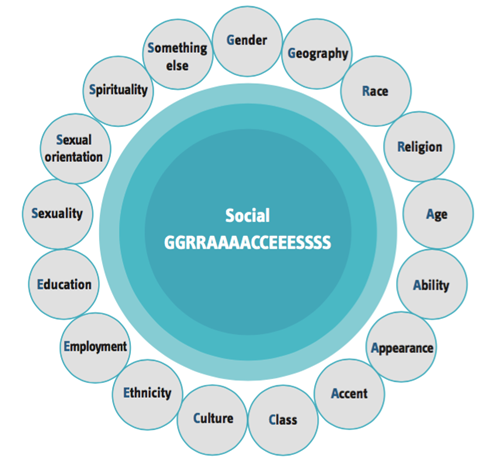 Gender
Geography
Race
Religion
Age
Ability
Appearance
Accent
Class
Culture
Ethnicity
Employment
Education
Sexuality
Sexual
orientation
Spirituality
Something
else
Social
GGRRAAAACCEEESSSS